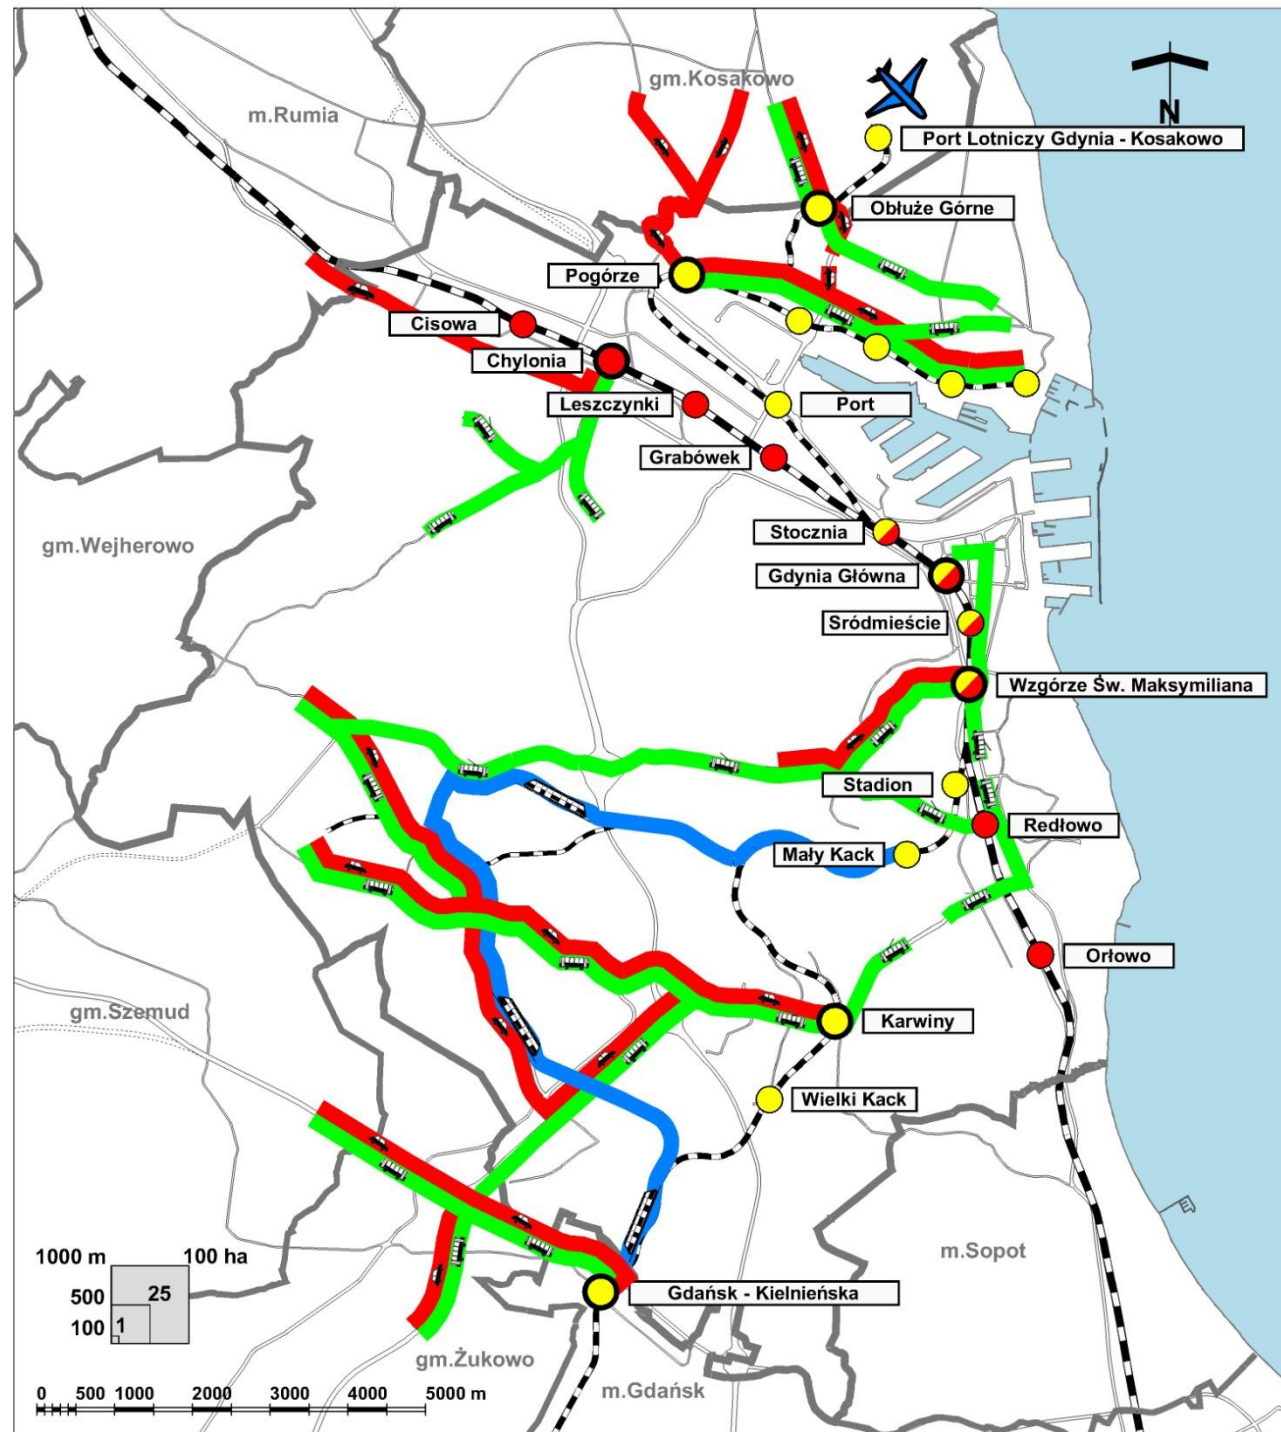 gm.Kosakowo
m.Rumia
N
Port Lotniczy Gdynia - Kosakowo
Obłuże Górne
Pogórze
Cisowa
Chylonia
Leszczynki
Port
Grabówek
Stocznia
gm.Wejherowo
Gdynia Główna
Sródmieście
Wzgórze Św. Maksymiliana
Stadion
Redłowo
Mały Kack
Orłowo
gm.Szemud
Karwiny
Wielki Kack
1000 m 100 ha
m.Sopot
500 25
Gdańsk - Kielnieńska
100 1
gm.Żukowo
m.Gdańsk
0 500 1000 2000 3000 4000 5000 m